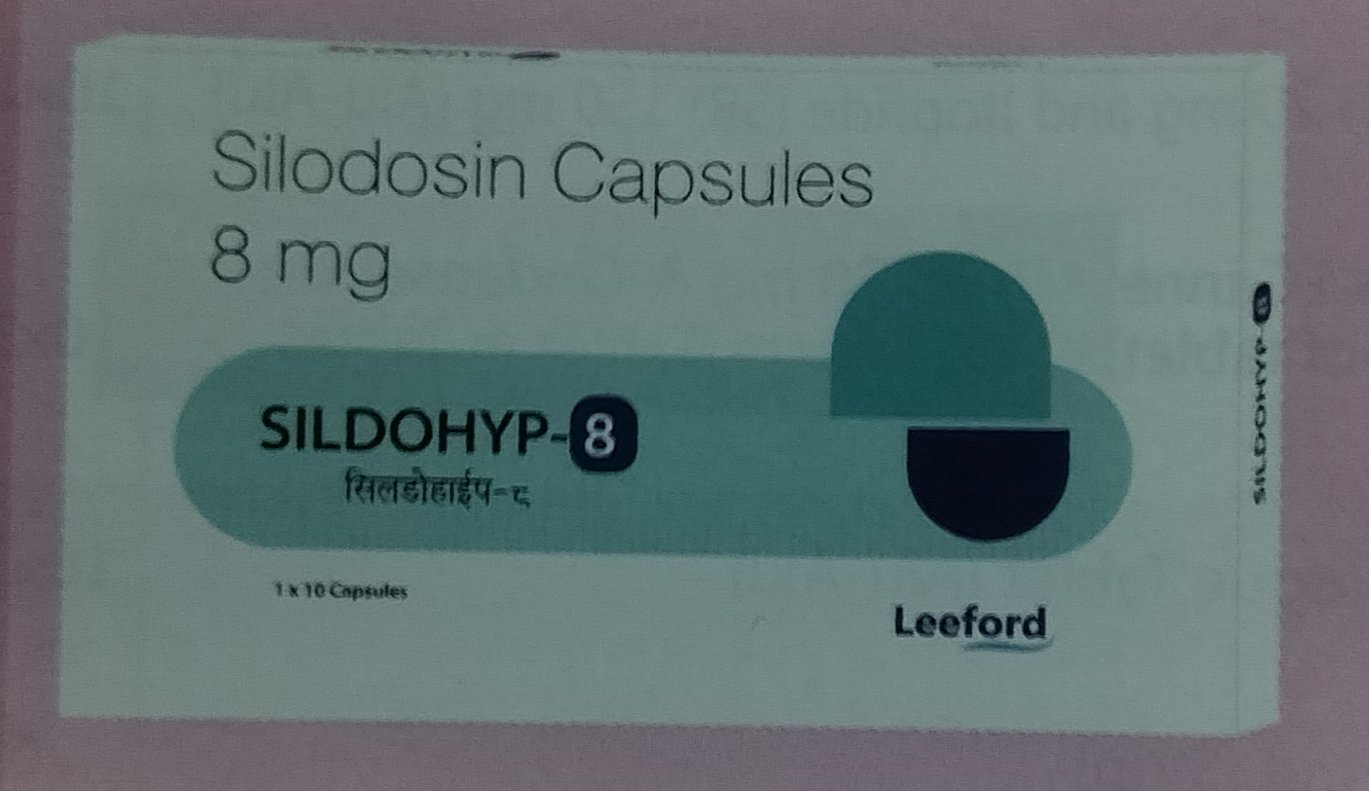 Silodosin Capsules
8 mg
SILDOHYP-8
सिलडोहाईप-८
1 x 10 Capsules
Leeford
SILDOHYP-8